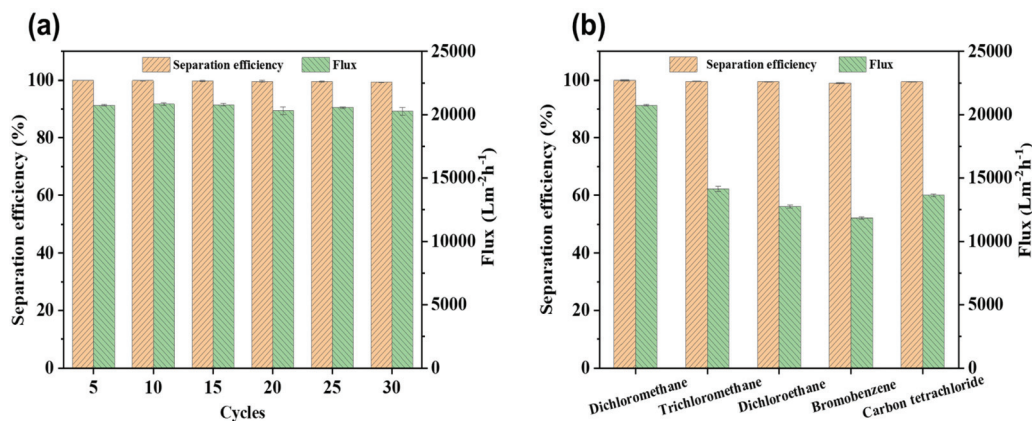 (a)
Separation efficiency (%)
100
80
60
40
20
0
Separation efficiency
Flux
25000
20000
15000
10000
5000
0
Flux (Lm-2h-1)
5 10 15 20 25 30
Cycles
(b)
Separation efficiency (%)
100
80
60
40
20
0
Separation efficiency
Flux
25000
20000
15000
10000
5000
0
Flux (Lm-2h-1)
Dichloromethane
Trichloromethane
Dichloroethane
Bromobenzene
Carbon tetrachloride